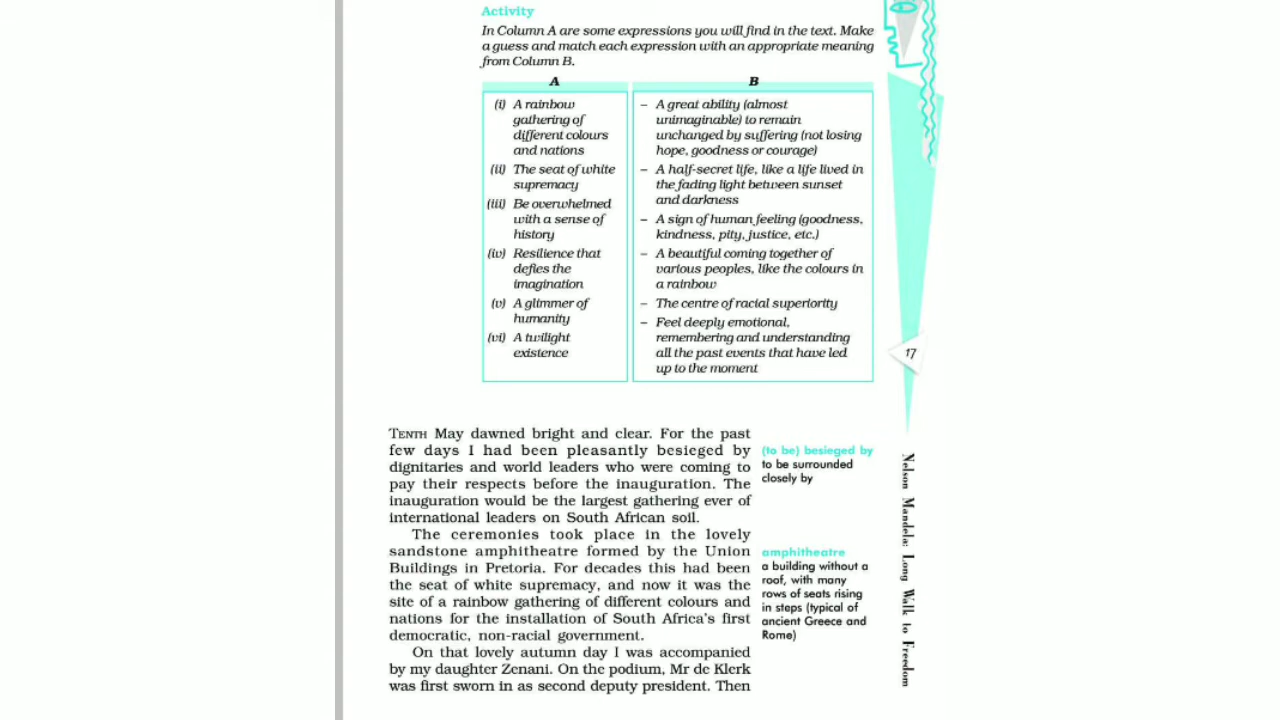 Activity
In Column A are some expressions you will find in the text. Make
a guess and match each expression with an appropriate meaning
from Column B.
A
(i) A rainbow
gathering of
different colours
and nations
(ii) The seat of white
supremacy
(iii) Be overwhelmed
with a sense of
history
(iv) Resilience that
defies the
imagination
(v) A glimmer of
humanity
(vi) A twilight
existence
B
– A great ability (almost
unimaginable) to remain
unchanged by suffering (not losing
hope, goodness or courage)
– A half-secret life, like a life lived in
the fading light between sunset
and darkness
– A sign of human feeling (goodness,
kindness, pity, justice, etc.)
– A beautiful coming together of
various peoples, like the colours in
a rainbow
– The centre of racial superiority
– Feel deeply emotional,
remembering and understanding
all the past events that have led
up to the moment
17
TENTH May dawned bright and clear. For the past
few days I had been pleasantly besieged by
dignitaries and world leaders who were coming to
pay their respects before the inauguration. The
inauguration would be the largest gathering ever of
international leaders on South African soil.
The ceremonies took place in the lovely
sandstone amphitheatre formed by the Union
Buildings in Pretoria. For decades this had been
the seat of white supremacy, and now it was the
site of a rainbow gathering of different colours and
nations for the installation of South Africa's first
democratic, non-racial government.
On that lovely autumn day I was accompanied
by my daughter Zenani. On the podium, Mr de Klerk
was first sworn in as second deputy president. Then
(to be) besieged by
to be surrounded
closely by
amphitheatre
a building without a
roof, with many
rows of seats rising
in steps (typical of
ancient Greece and
Rome)
Nelson Mandela: Long Walk to Freedom